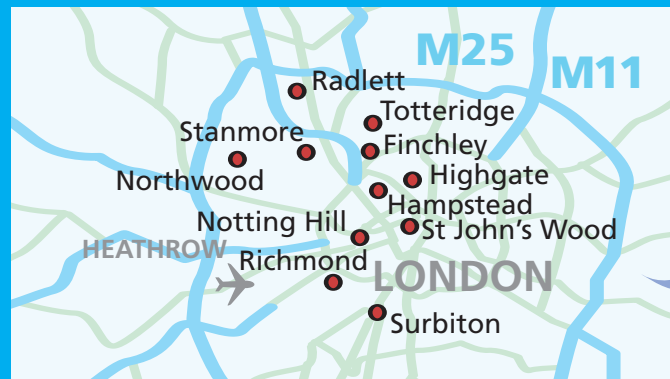 M25
M11
Radlett
Totteridge
Stanmore
Finchley
Northwood
Highgate
Hampstead
Notting Hill
St John’s Wood
HEATHROW
Richmond
LONDON
Surbiton